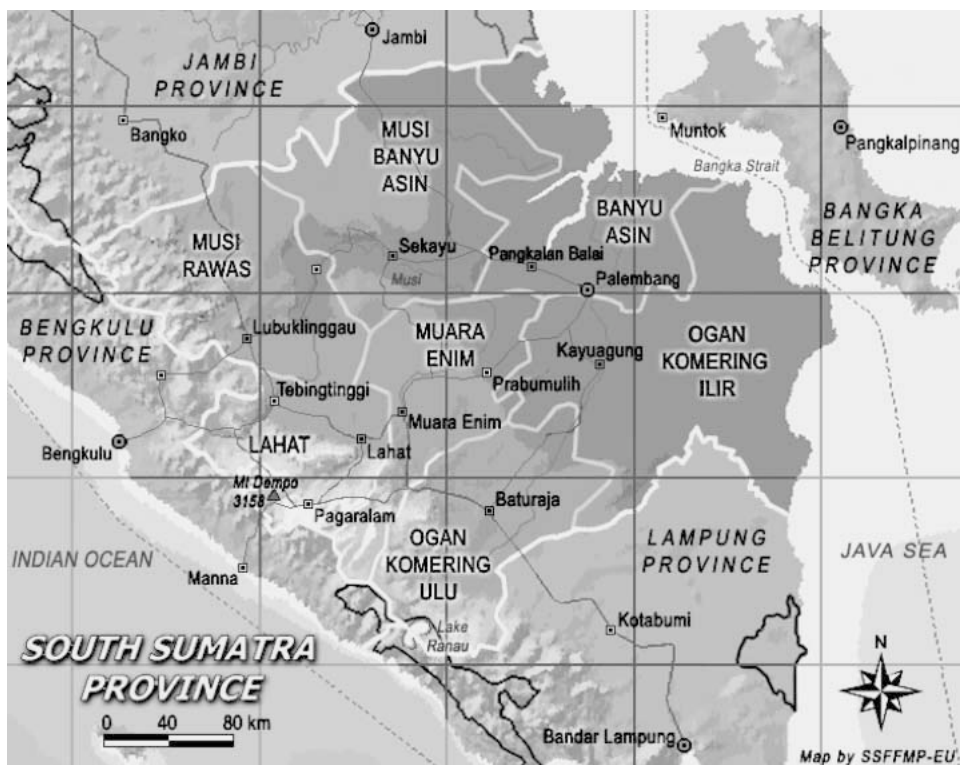 Jambi
JAMBI
PROVINCE
Bangko
MUSI
BANYU
ASIN
Muntok
Pangkalpinang
Bangka Strait
BANYU
ASIN
BANGKA
BELITUNG
PROVINCE
MUSI
RAWAS
Sekayu
Pangkalan Balai
Musi
Palembang
BENGKULU
PROVINCE
Lubuklinggau
MUARA
ENIM
Kayuagung
OGAN
KOMERING
ILIR
Tebingtinggi
Prabumulih
Muara Enim
LAHAT
Lahat
Bengkulu
Mt Dempo
3158
Pagaralam
Baturaja
OGAN
KOMERING
ULU
LAMPUNG
PROVINCE
INDIAN OCEAN
JAVA SEA
Manna
Lake
Ranau
Kotabumi
SOUTH SUMATRA
PROVINCE
N
0 40 80 km
Bandar Lampung
Map by SSFFMP-EU